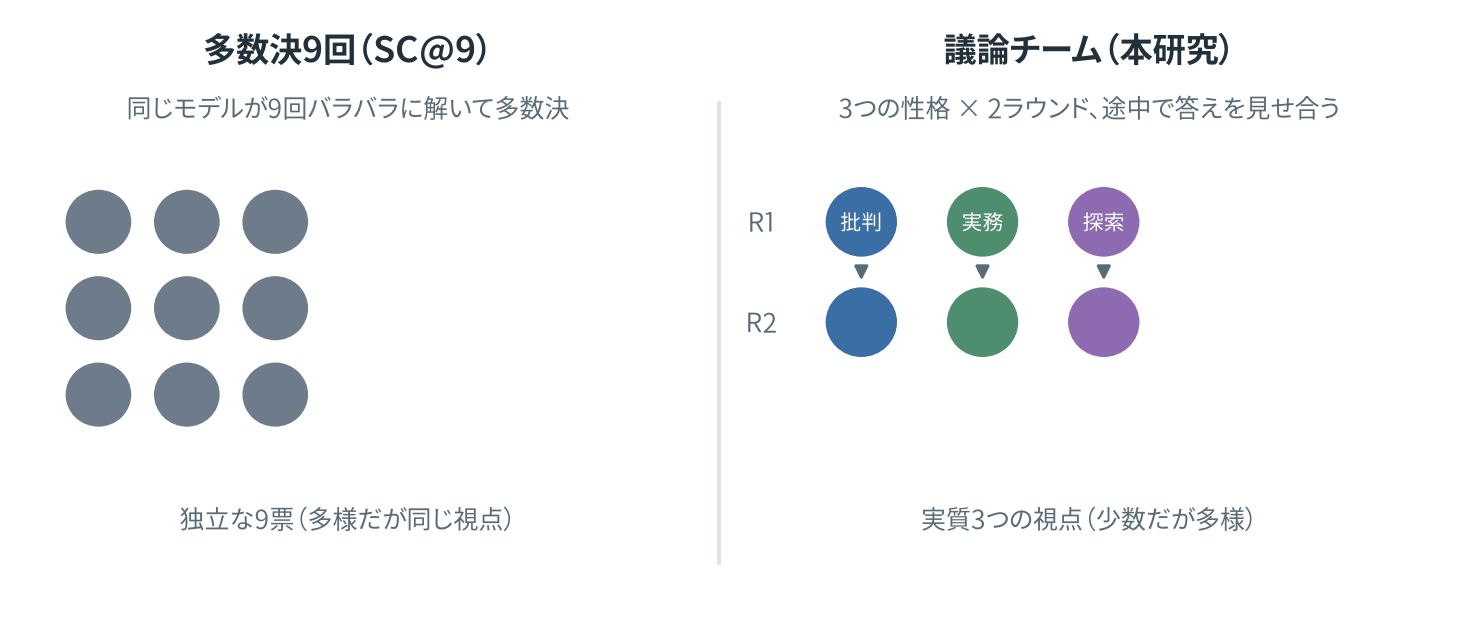 多数決9回（SC@9）
同じモデルが9回バラバラに解いて多数決
独立な9票（多様だが同じ視点）
議論チーム（本研究）
3つの性格 × 2ラウンド、途中で答えを見せ合う
R1 批判 実務 探索
R2
実質3つの視点（少数だが多様）